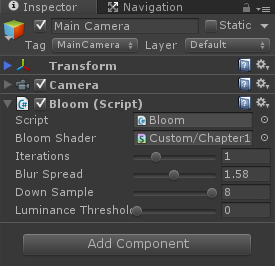 Inspector Navigation
Main Camera Static
Tag MainCamera Layer Default
Transform
Camera
Bloom (Script)
Script Bloom
Bloom Shader Custom/Chapter1
Iterations 1
Blur Spread 1.58
Down Sample 8
Luminance Threshold 0
Add Component